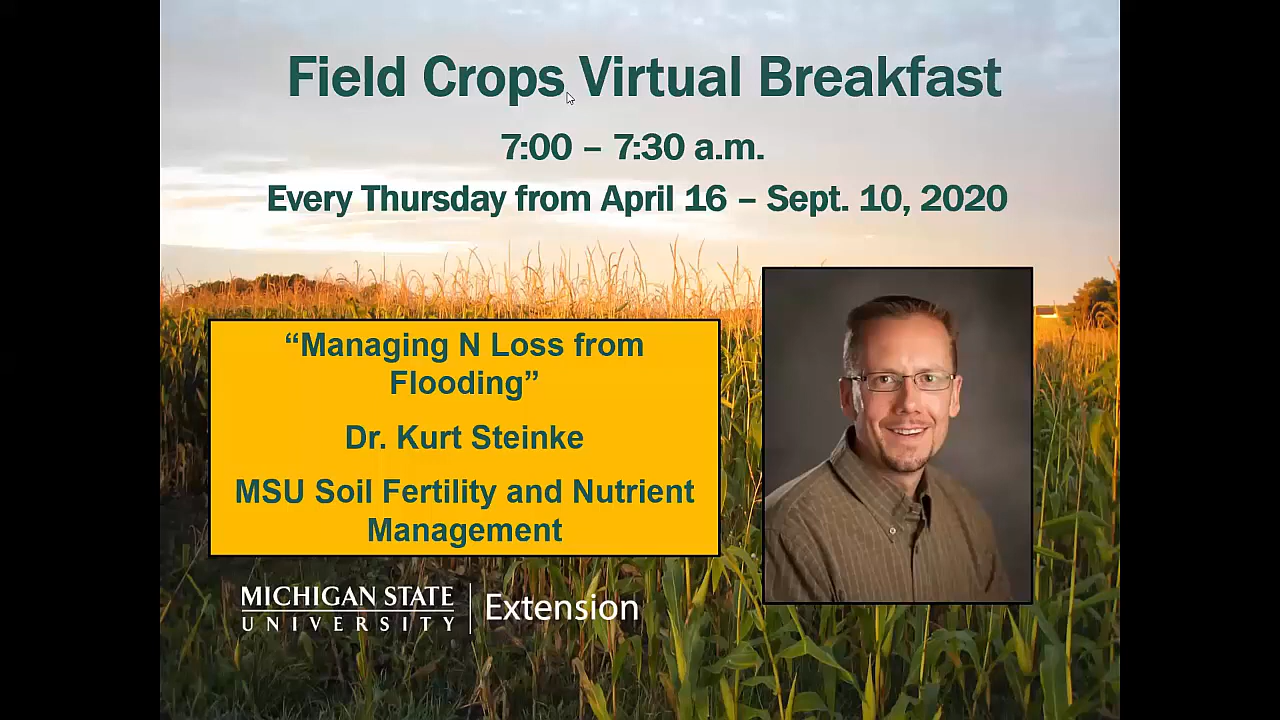 Field Crops Virtual Breakfast
7:00 – 7:30 a.m.
Every Thursday from April 16 – Sept. 10, 2020
“Managing N Loss from
Flooding”
Dr. Kurt Steinke
MSU Soil Fertility and Nutrient
Management
MICHIGAN STATE
UNIVERSITY
Extension